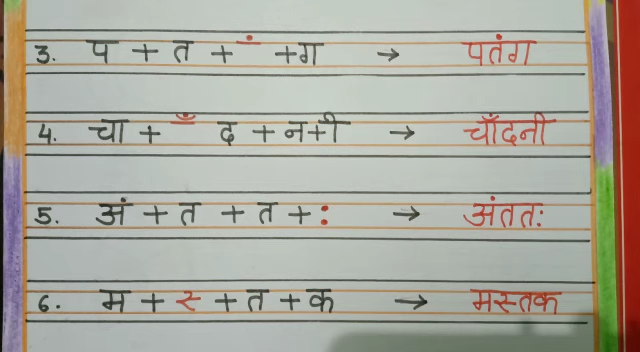 3. प + त + ं + ग → पतंग
4. चा + ँ द + न + ी → चाँदनी
5. अं + त + त + : → अंततः
6. म + स् + त + क → मस्तक